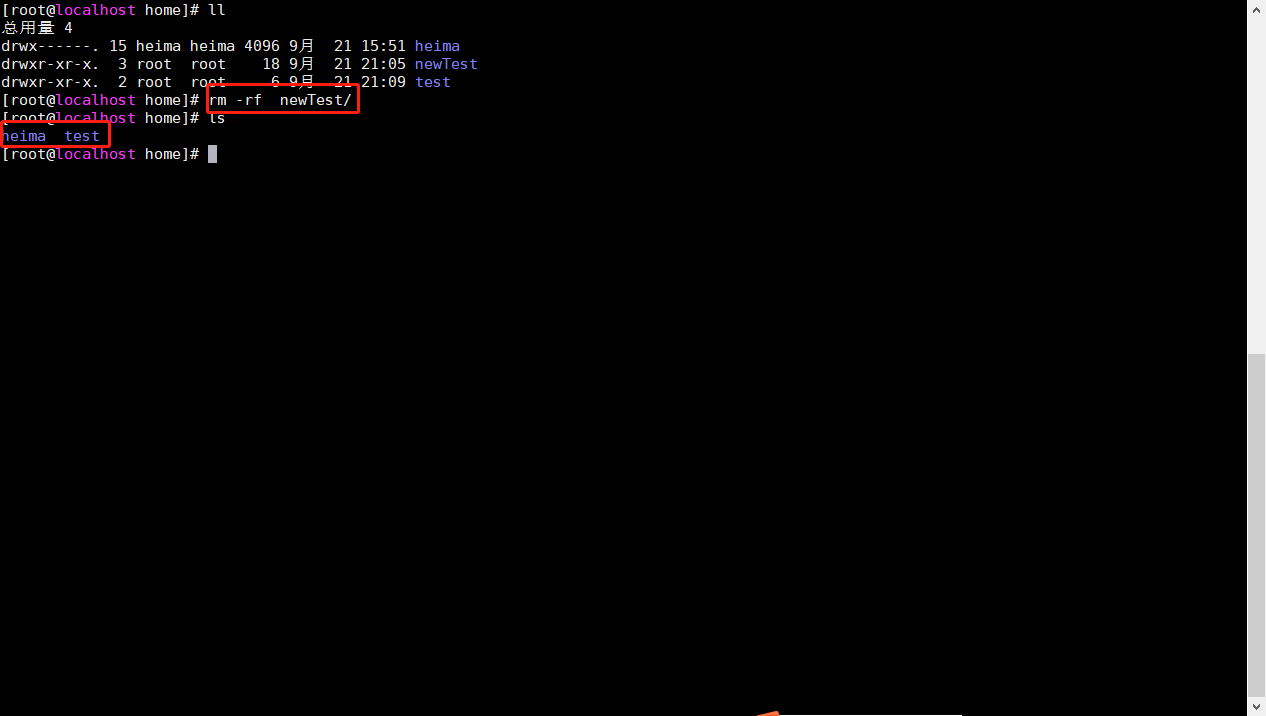 [root@localhost home]# ll
总用量 4
drwx------. 15 heima heima 4096 9月  21 15:51 heima
drwxr-xr-x.  3 root  root    18 9月  21 21:05 newTest
drwxr-xr-x.  2 root  root     6 9月  21 21:09 test
[root@localhost home]# rm -rf  newTest/
[root@localhost home]# ls
heima  test
[root@localhost home]#